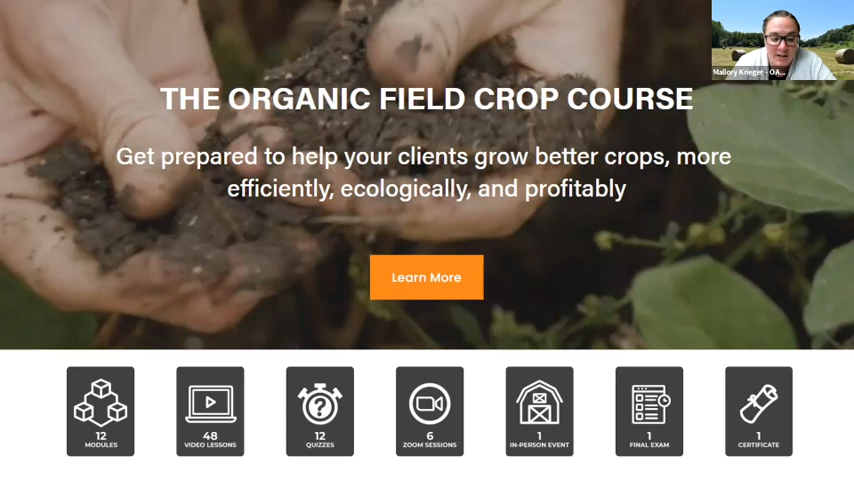 Mallory Krieger - OA...
THE ORGANIC FIELD CROP COURSE
Get prepared to help your clients grow better crops, more
efficiently, ecologically, and profitably
Learn More
12
MODULES
48
VIDEO LESSONS
12
QUIZZES
6
ZOOM SESSIONS
1
IN-PERSON EVENT
1
FINAL EXAM
1
CERTIFICATE